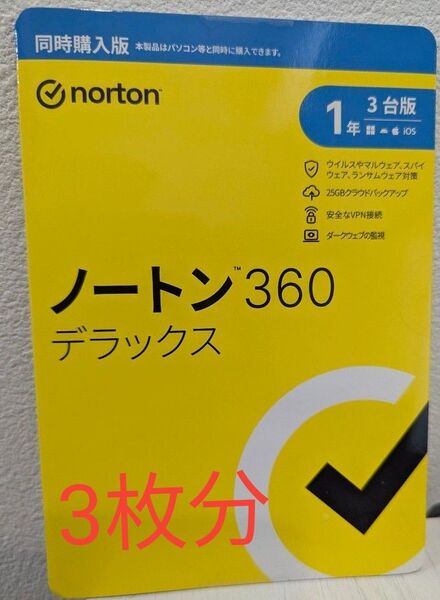 同時購入版 本製品はパソコン等と同時に購入できます。
norton
1年
3台版
iOS
ウイルスやマルウェア、スパイ
ウェア、ランサムウェア対策
25GBクラウドバックアップ
安全なVPN接続
ダークウェブの監視
ノートン™ 360
デラックス
3枚分